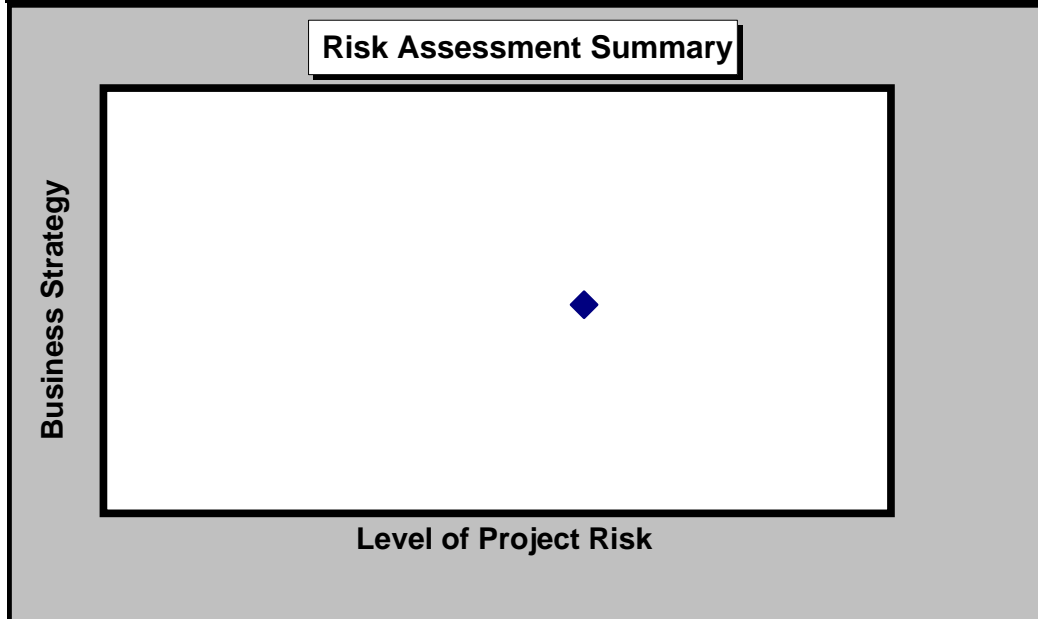 Risk Assessment Summary
Business Strategy
Level of Project Risk